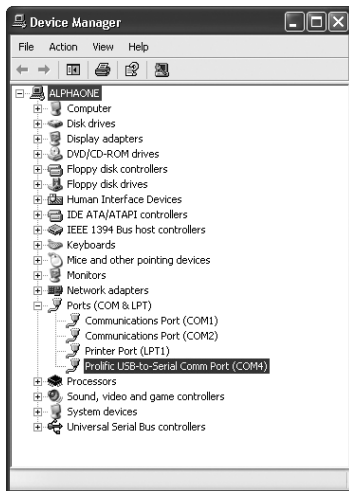 Device Manager
File Action View Help
ALPHAONE
Computer
Disk drives
Display adapters
DVD/CD-ROM drives
Floppy disk controllers
Floppy disk drives
Human Interface Devices
IDE ATA/ATAPI controllers
IEEE 1394 Bus host controllers
Keyboards
Mice and other pointing devices
Monitors
Network adapters
Ports (COM & LPT)
Communications Port (COM1)
Communications Port (COM2)
Printer Port (LPT1)
Prolific USB-to-Serial Comm Port (COM4)
Processors
Sound, video and game controllers
System devices
Universal Serial Bus controllers